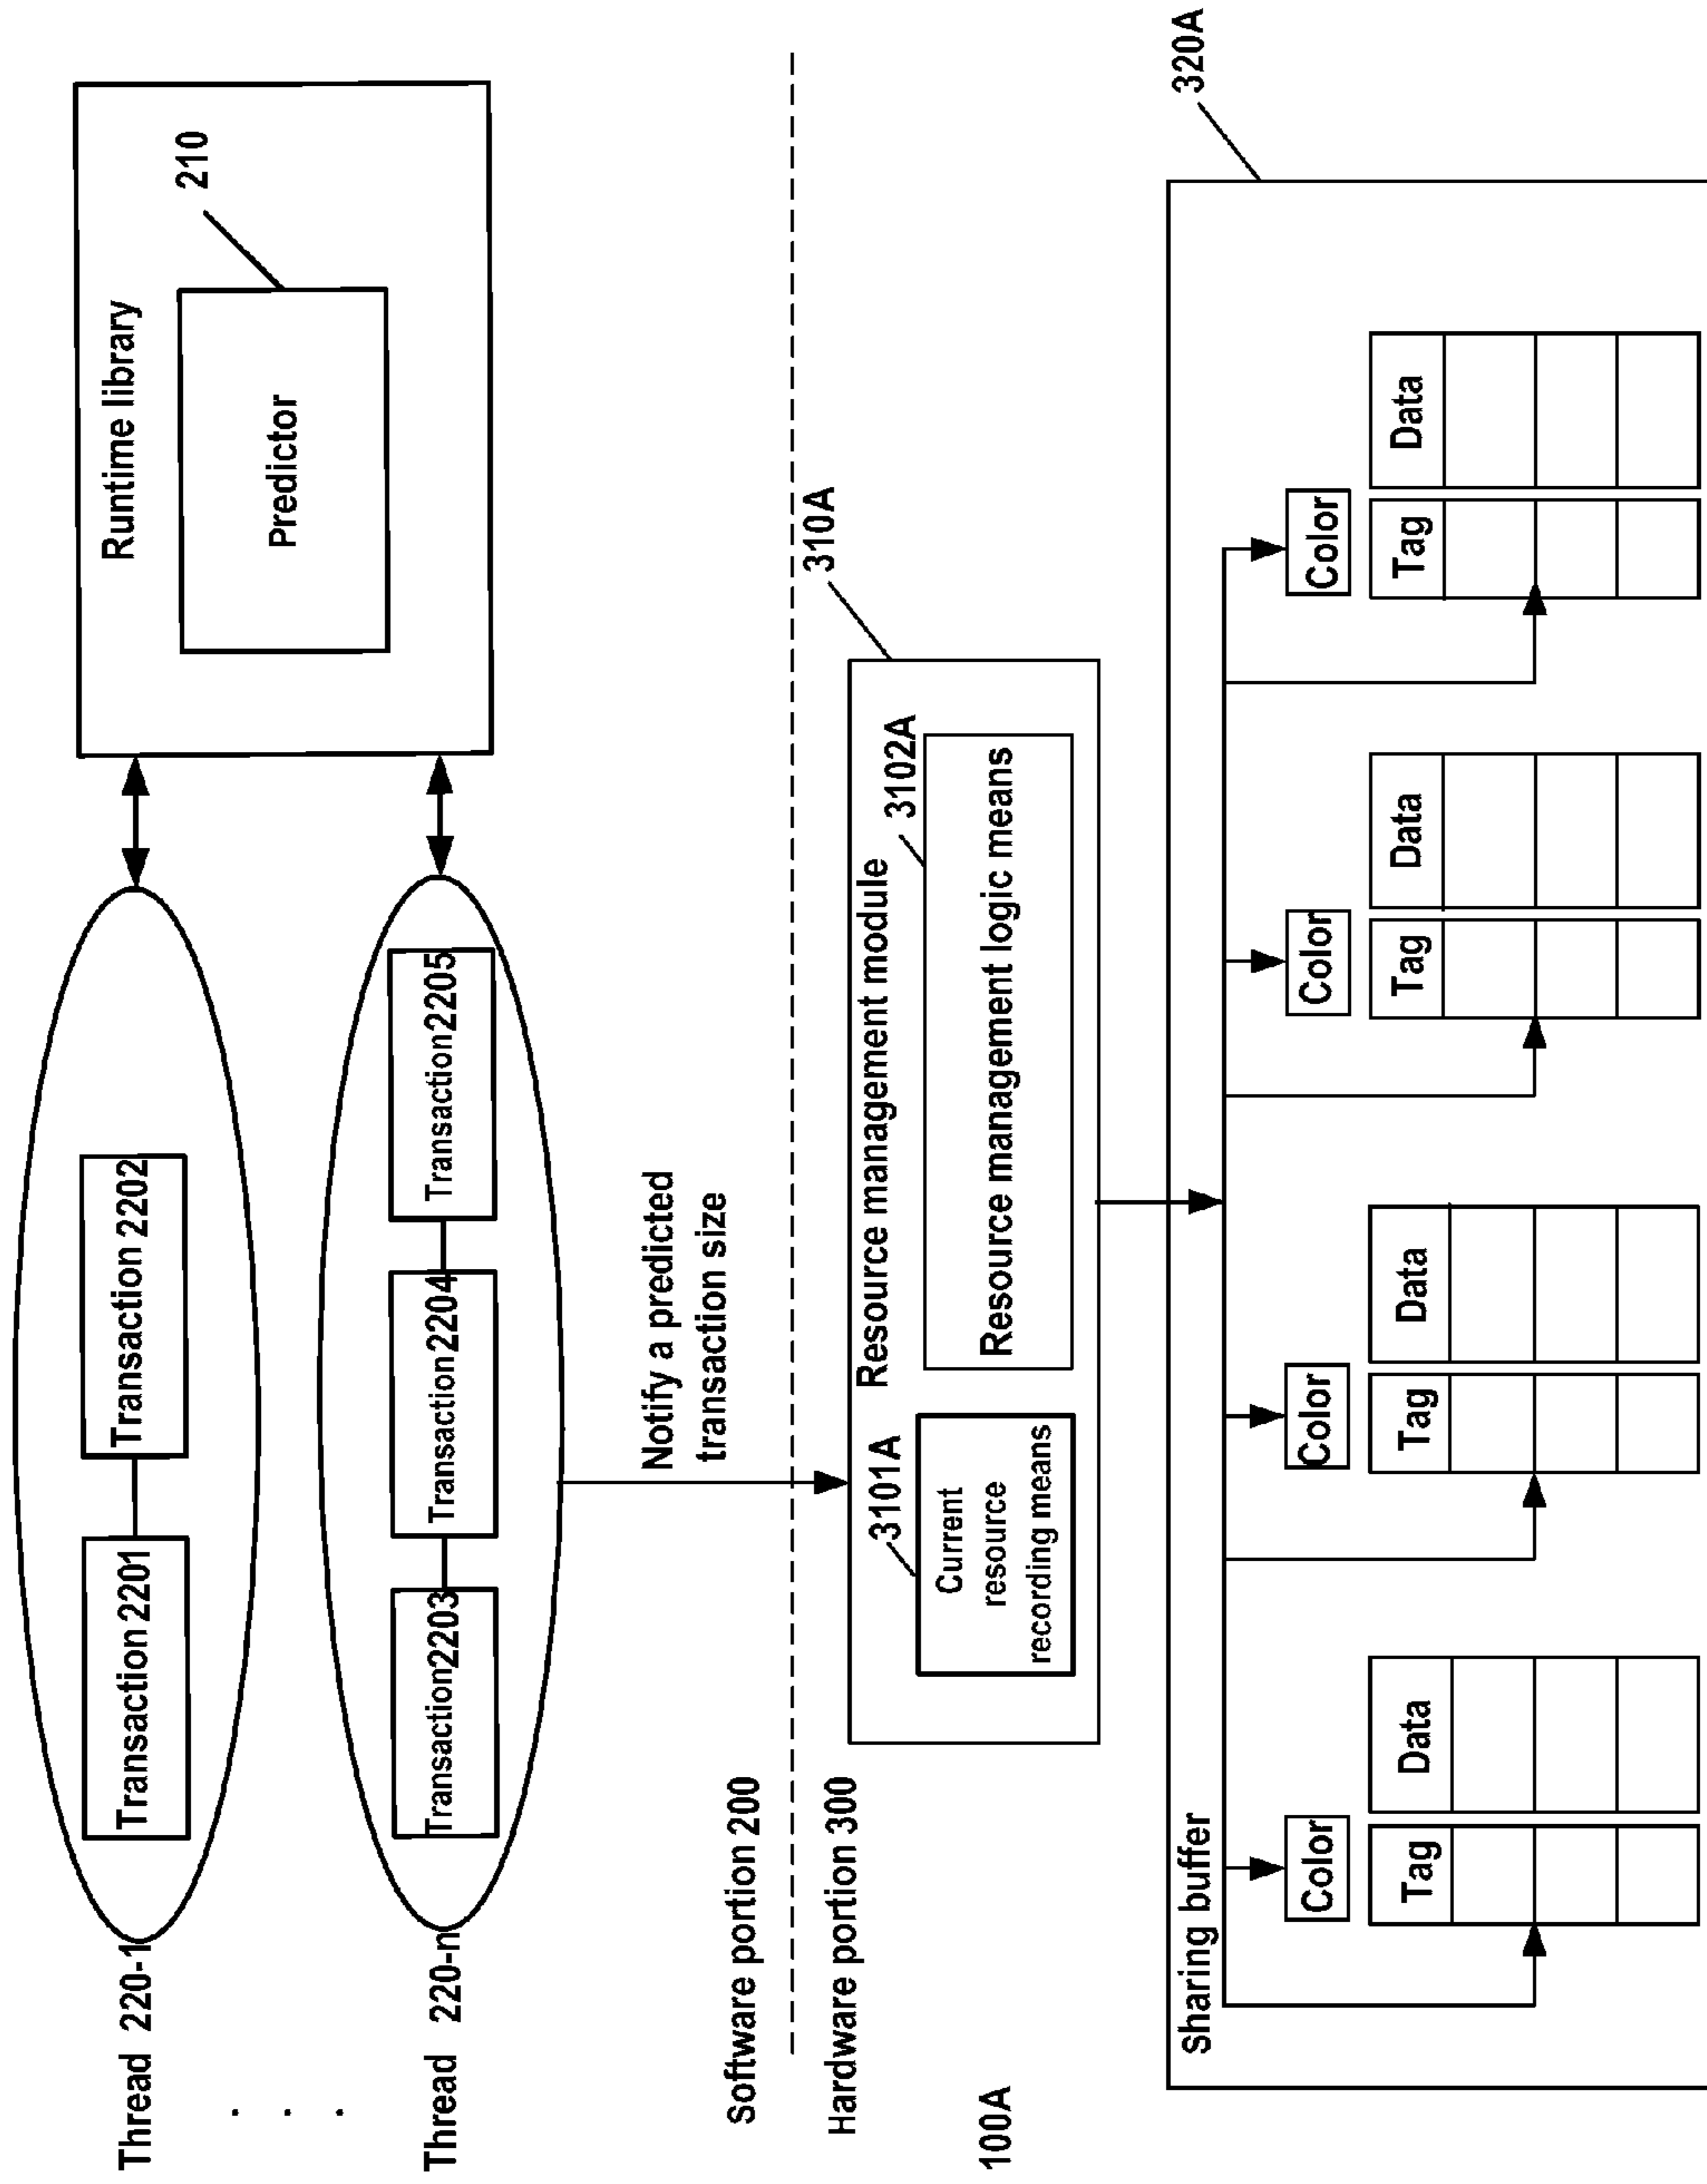 Thread 220-1
Transaction 2201
Transaction 2202
Runtime library
Predictor
210
. . .
Thread 220-n
Transaction2203
Transaction2204
Transaction2205
Notify a predicted
transaction size
Software portion 200
Hardware portion 300
100A
310A
Resource management module
3101A
Current
resource
recording means
3102A
Resource management logic means
320A
Sharing buffer
Color
Color
Color
Color
Tag
Data
Tag
Data
Tag
Data
Tag
Data